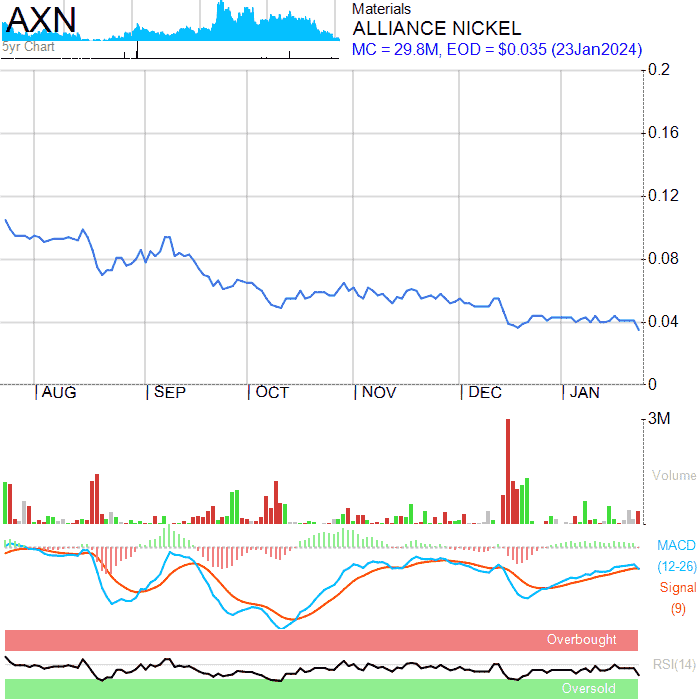 AXN
5yr Chart
Materials
ALLIANCE NICKEL
MC = 29.8M, EOD = $0.035 (23Jan2024)
0.2
0.16
0.12
0.08
0.04
0
AUG SEP OCT NOV DEC JAN
3M
Volume
MACD
(12-26)
Signal
(9)
Overbought
RSI(14)
Oversold